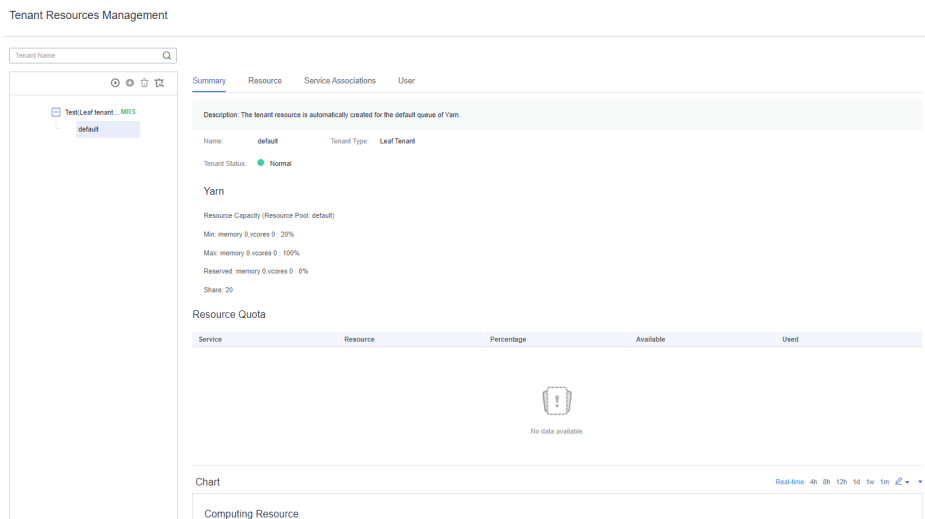 Tenant Resources Management
Tenant Name
Test(Leaf tenant... MRS
default
Summary Resource Service Associations User
Description: The tenant resource is automatically created for the default queue of Yarn.
Name: default Tenant Type: Leaf Tenant
Tenant Status: Normal
Yarn
Resource Capacity (Resource Pool: default)
Min: memory 0,vcores 0 : 20%
Max: memory 0,vcores 0 : 100%
Reserved: memory 0,vcores 0 : 0%
Share: 20
Resource Quota
Service Resource Percentage Available Used
No data available.
Chart Real-time 4h 8h 12h 1d 1w 1m
Computing Resource